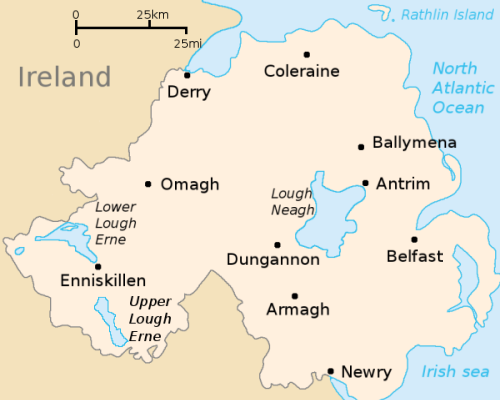 0 25km
0 25mi
Rathlin Island
Ireland
Coleraine
North
Atlantic
Ocean
Derry
Ballymena
Omagh
Antrim
Lough
Neagh
Lower
Lough
Erne
Belfast
Dungannon
Enniskillen
Upper
Lough
Erne
Armagh
Newry
Irish sea